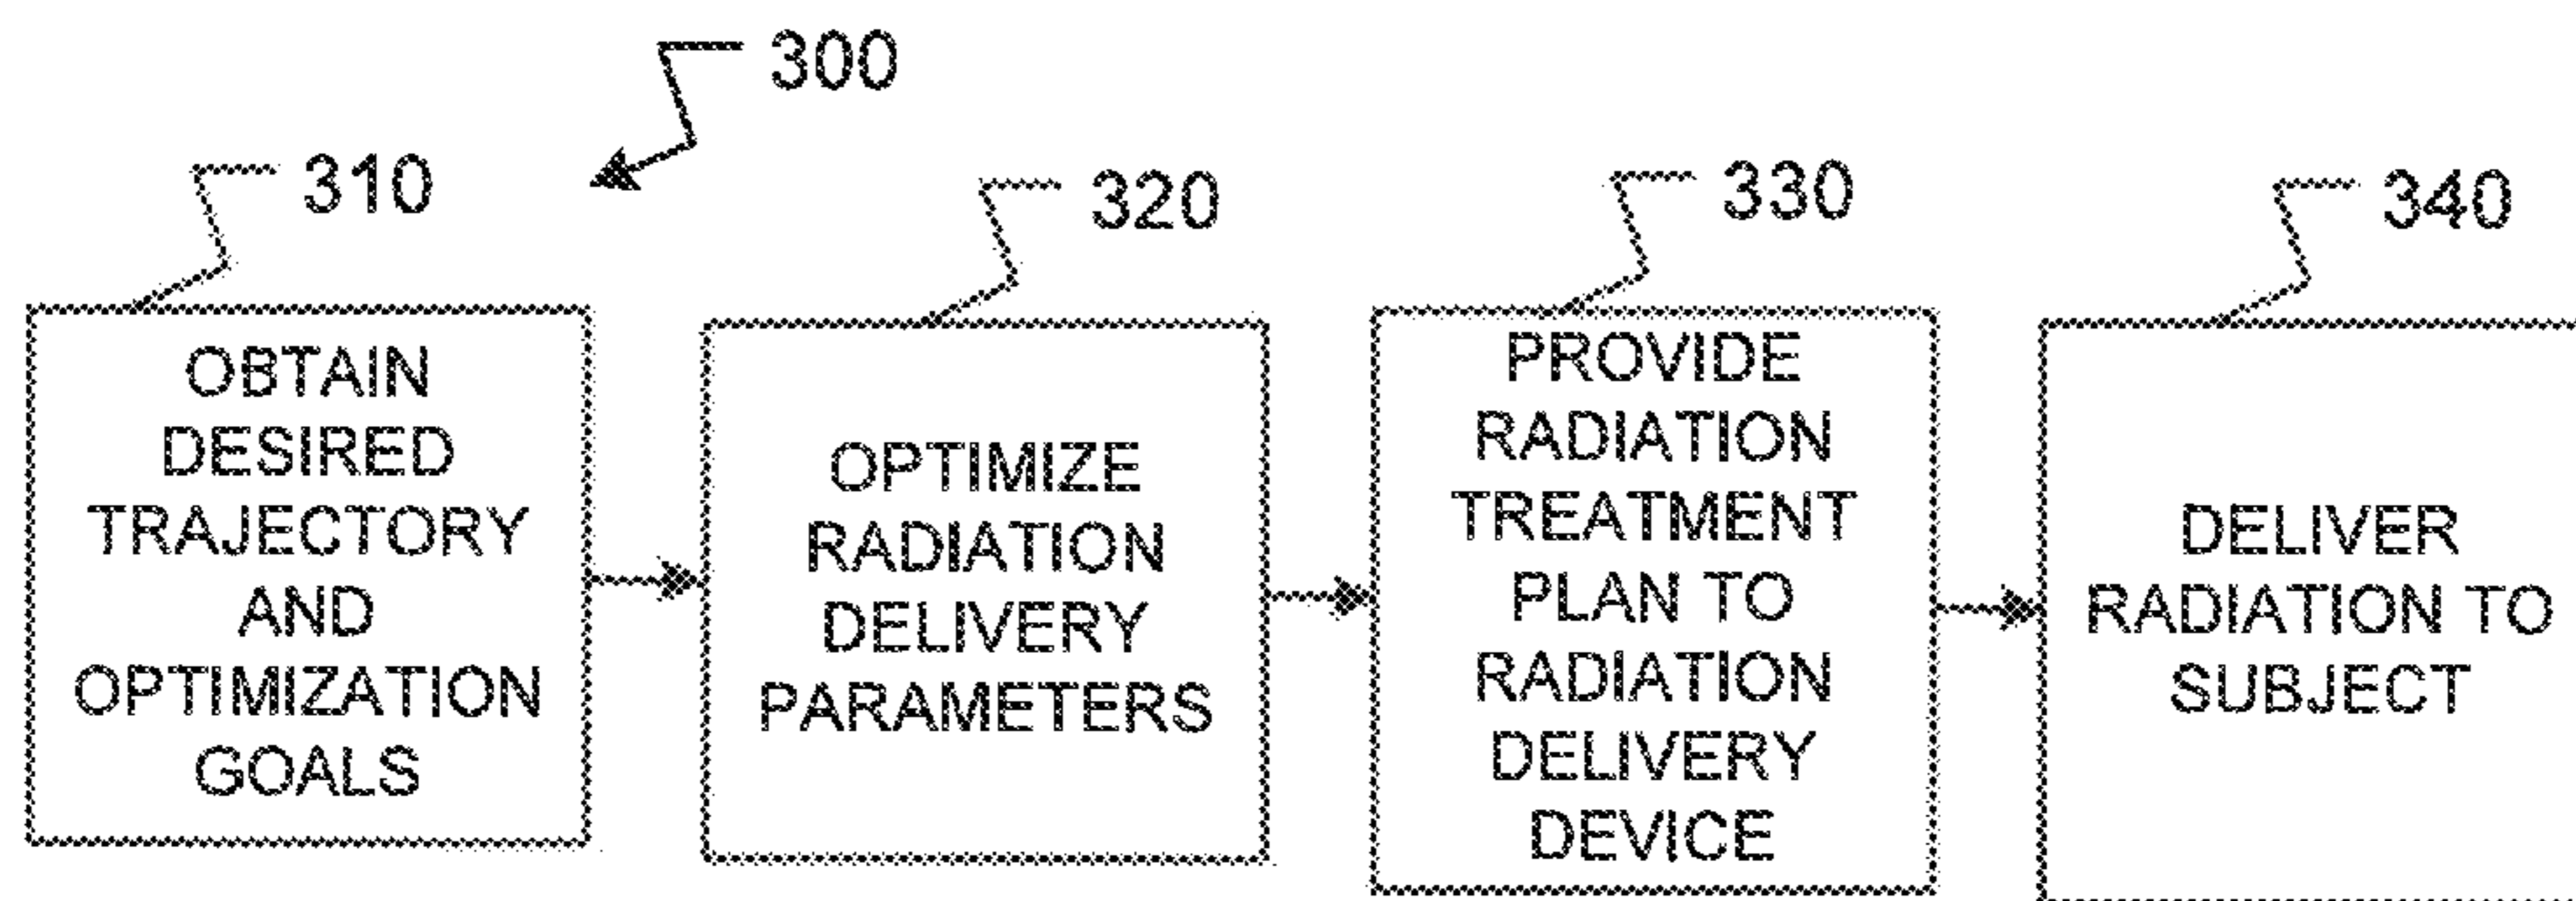 300
310
320
330
340
OBTAIN
DESIRED
TRAJECTORY
AND
OPTIMIZATION
GOALS
OPTIMIZE
RADIATION
DELIVERY
PARAMETERS
PROVIDE
RADIATION
TREATMENT
PLAN TO
RADIATION
DELIVERY
DEVICE
DELIVER
RADIATION TO
SUBJECT